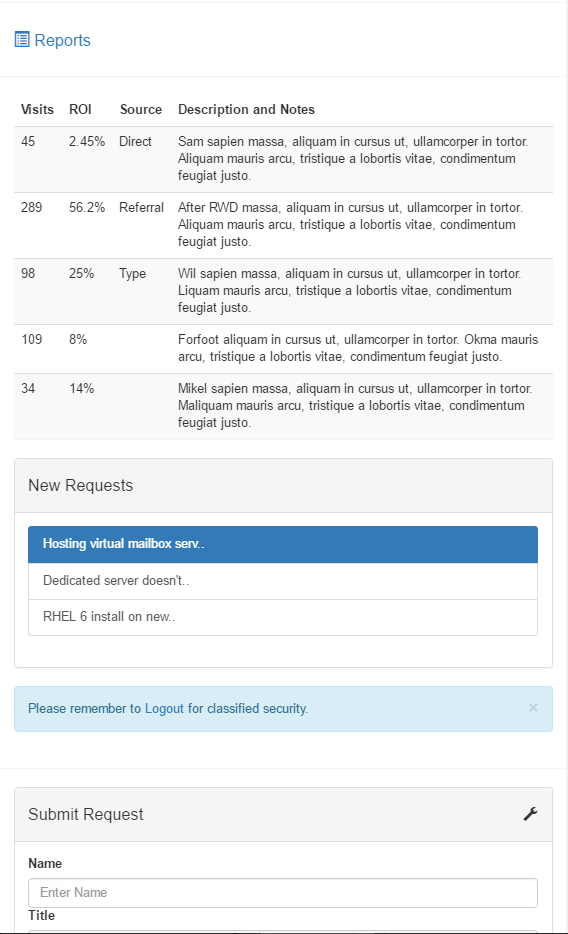 Reports
Visits ROI Source Description and Notes
45 2.45% Direct Sam sapien massa, aliquam in cursus ut, ullamcorper in tortor.
Aliquam mauris arcu, tristique a lobortis vitae, condimentum
feugiat justo.
289 56.2% Referral After RWD massa, aliquam in cursus ut, ullamcorper in tortor.
Aliquam mauris arcu, tristique a lobortis vitae, condimentum
feugiat justo.
98 25% Type Wil sapien massa, aliquam in cursus ut, ullamcorper in tortor.
Liquam mauris arcu, tristique a lobortis vitae, condimentum
feugiat justo.
109 8% Forfoot aliquam in cursus ut, ullamcorper in tortor. Okma mauris
arcu, tristique a lobortis vitae, condimentum feugiat justo.
34 14% Mikel sapien massa, aliquam in cursus ut, ullamcorper in tortor.
Maliquam mauris arcu, tristique a lobortis vitae, condimentum
feugiat justo.
New Requests
Hosting virtual mailbox serv..
Dedicated server doesn't..
RHEL 6 install on new..
Please remember to Logout for classified security. ×
Submit Request
Name
Enter Name
Title